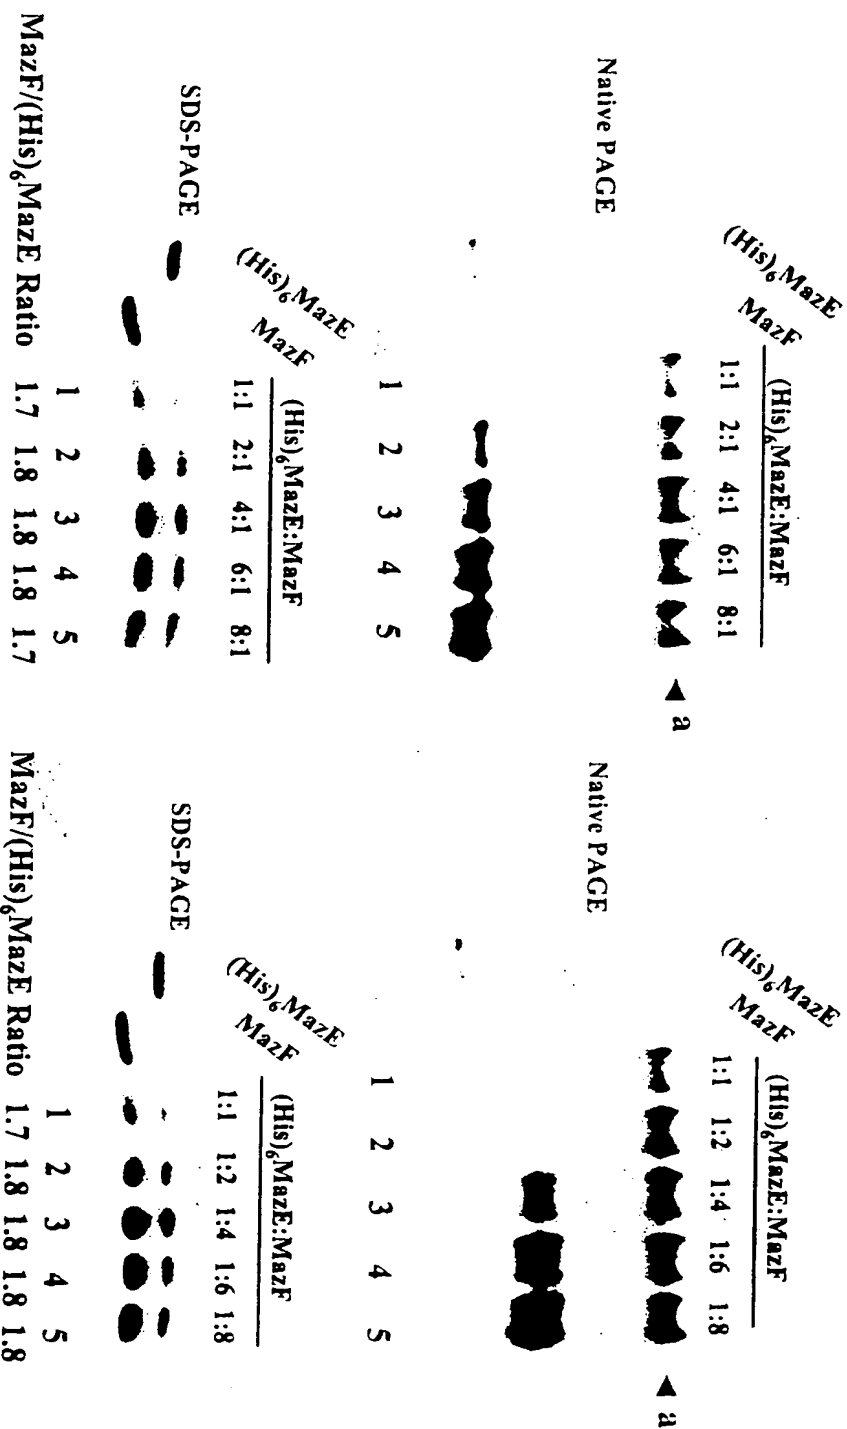 (His)6MazE
MazF
(His)6MazE:MazF
1:1 2:1 4:1 6:1 8:1
a
Native PAGE
1 2 3 4 5
(His)6MazE
MazF
(His)6MazE:MazF
1:1 2:1 4:1 6:1 8:1
SDS-PAGE
1 2 3 4 5
MazF/(His)6MazE Ratio 1.7 1.8 1.8 1.8 1.7
(His)6MazE
MazF
(His)6MazE:MazF
1:1 1:2 1:4 1:6 1:8
a
Native PAGE
1 2 3 4 5
(His)6MazE
MazF
(His)6MazE:MazF
1:1 1:2 1:4 1:6 1:8
SDS-PAGE
1 2 3 4 5
MazF/(His)6MazE Ratio 1.7 1.8 1.8 1.8 1.8